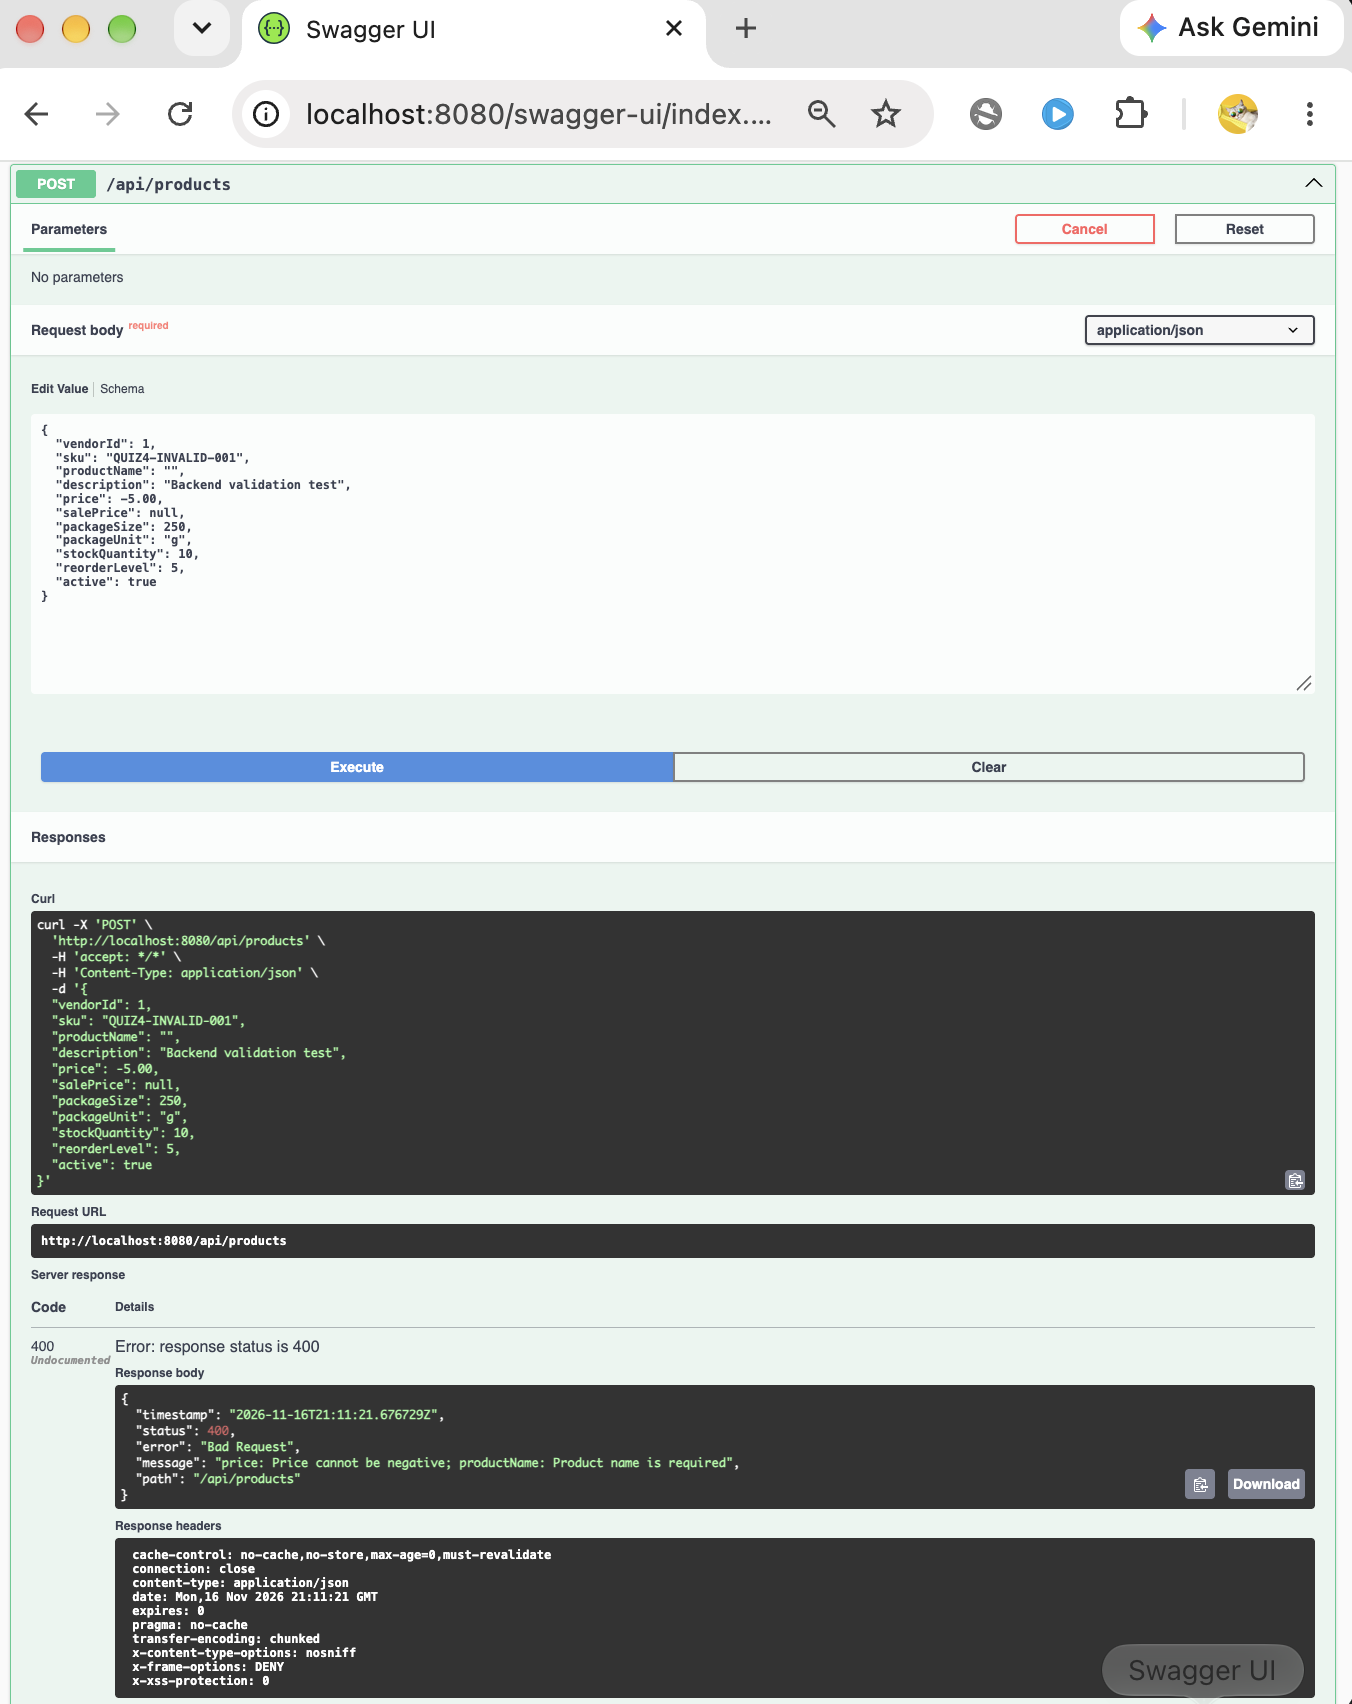 Swagger UI
Ask Gemini
localhost:8080/swagger-ui/index....
POST /api/products
Parameters
Cancel
Reset
No parameters
Request body required
application/json
Edit Value Schema
{
"vendorId": 1,
"sku": "QUIZ4-INVALID-001",
"productName": "",
"description": "Backend validation test",
"price": -5.00,
"salePrice": null,
"packageSize": 250,
"packageUnit": "g",
"stockQuantity": 10,
"reorderLevel": 5,
"active": true
}
Execute
Clear
Responses
Curl
curl -X 'POST' \
'http://localhost:8080/api/products' \
-H 'accept: */*' \
-H 'Content-Type: application/json' \
-d '{
"vendorId": 1,
"sku": "QUIZ4-INVALID-001",
"productName": "",
"description": "Backend validation test",
"price": -5.00,
"salePrice": null,
"packageSize": 250,
"packageUnit": "g",
"stockQuantity": 10,
"reorderLevel": 5,
"active": true
}'
Request URL
http://localhost:8080/api/products
Server response
Code Details
400 Error: response status is 400
Undocumented
Response body
{
"timestamp": "2026-11-16T21:11:21.676729Z",
"status": 400,
"error": "Bad Request",
"message": "price: Price cannot be negative; productName: Product name is required",
"path": "/api/products"
}
Download
Response headers
cache-control: no-cache,no-store,max-age=0,must-revalidate
connection: close
content-type: application/json
date: Mon,16 Nov 2026 21:11:21 GMT
expires: 0
pragma: no-cache
transfer-encoding: chunked
x-content-type-options: nosniff
x-frame-options: DENY
x-xss-protection: 0
Swagger UI